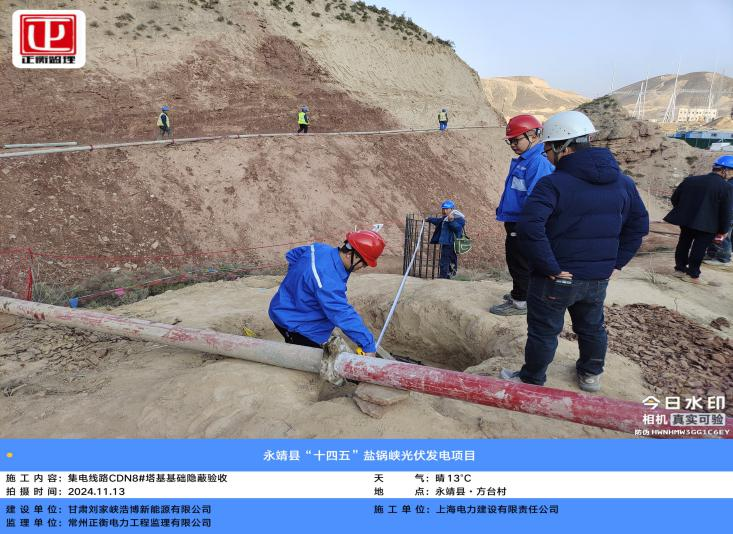 正衡监理
今日水印
相机 真实可验
防伪 HWNHMW3GG1C6EY
永靖县“十四五”盐锅峡光伏发电项目
施工内容：集电线路CDN8#塔基基础隐蔽验收
天 气：晴 13°C
拍摄时间：2024.11.13
地 点：永靖县·方台村
建设单位：甘肃刘家峡浩博新能源有限公司
施工单位：上海电力建设有限责任公司
监理单位：常州正衡电力工程监理有限公司